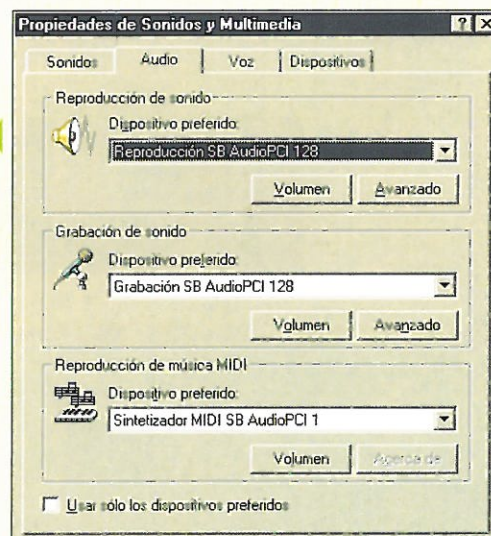 Propiedades de Sonidos y Multimedia
Sonidos Audio Voz Dispositivos
Reproducción de sonido
Dispositivo preferido:
Reproducción SB AudioPCI 128
Volumen Avanzado
Grabación de sonido
Dispositivo preferido:
Grabación SB AudioPCI 128
Volumen Avanzado
Reproducción de música MIDI
Dispositivo preferido:
Sintetizador MIDI SB AudioPCI 1
Volumen Acerca de
Usar sólo los dispositivos preferidos